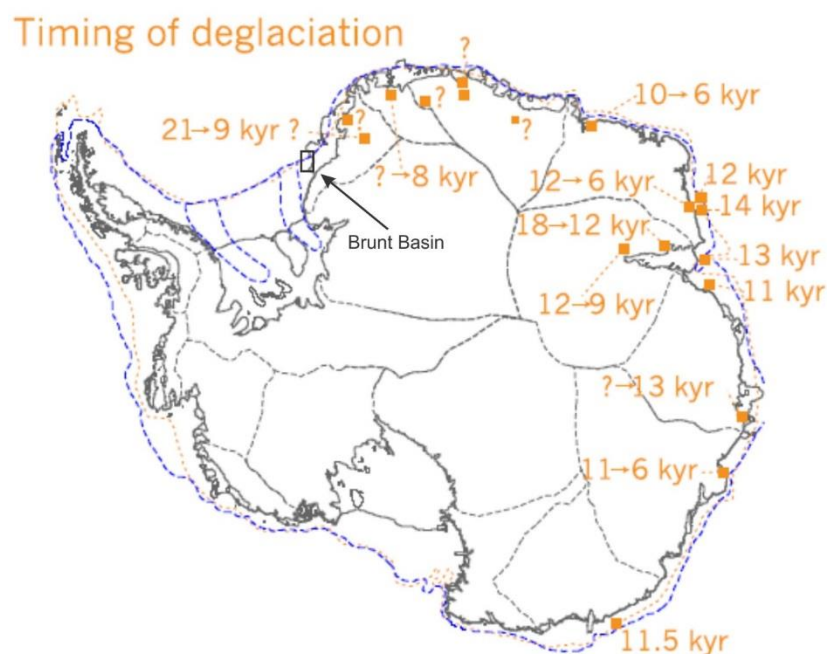 Timing of deglaciation
?
10→6 kyr
?
21→9 kyr ?
?
?
?→8 kyr
12→6 kyr
12 kyr
14 kyr
18→12 kyr
Brunt Basin
13 kyr
12→9 kyr
11 kyr
?→13 kyr
11→6 kyr
11.5 kyr